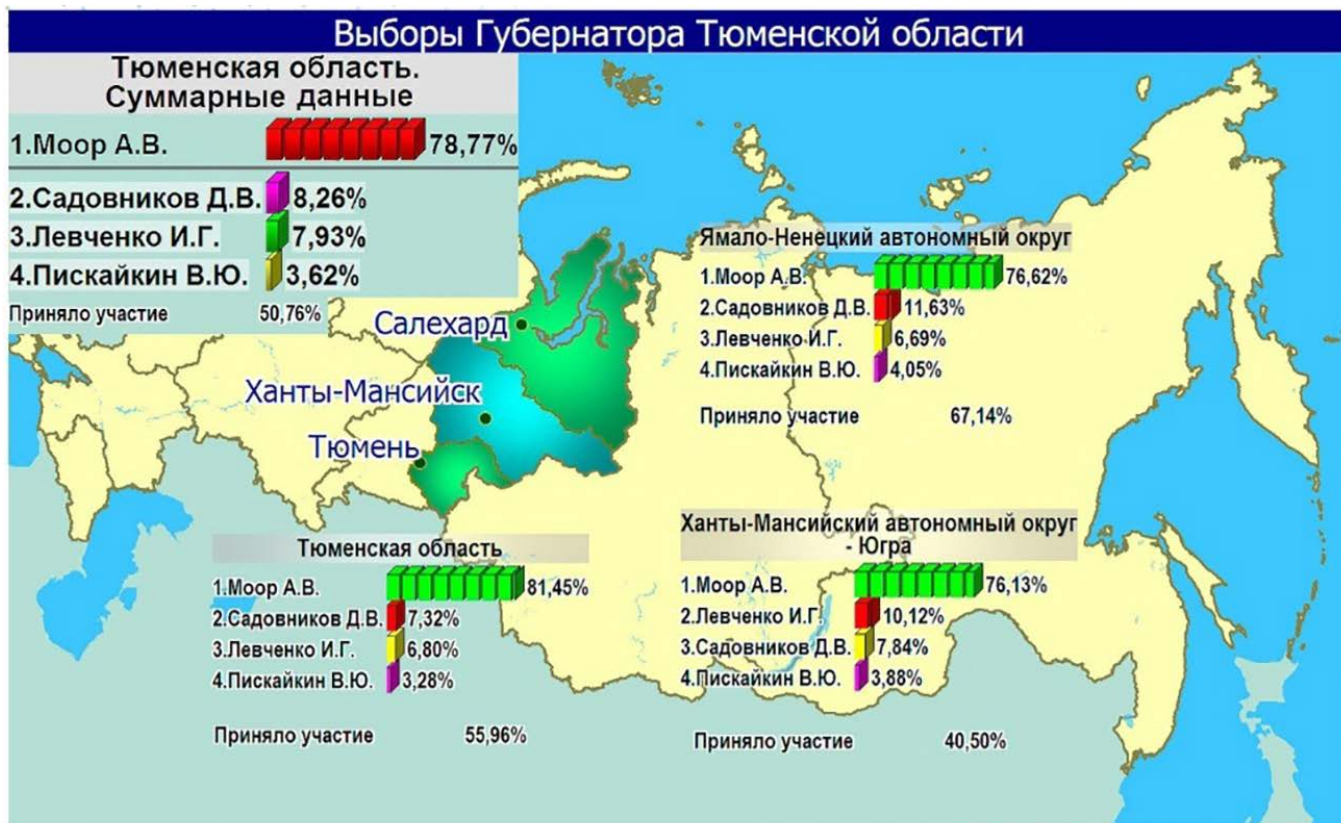 Выборы Губернатора Тюменской области
Тюменская область.
Суммарные данные
1.Моор А.В. 78,77%
2.Садовников Д.В. 8,26%
3.Левченко И.Г. 7,93%
4.Пискайкин В.Ю. 3,62%
Приняло участие 50,76%
Салехард
Ханты-Мансийск
Тюмень
Ямало-Ненецкий автономный округ
1.Моор А.В. 76,62%
2.Садовников Д.В. 11,63%
3.Левченко И.Г. 6,69%
4.Пискайкин В.Ю. 4,05%
Приняло участие 67,14%
Тюменская область
1.Моор А.В. 81,45%
2.Садовников Д.В. 7,32%
3.Левченко И.Г. 6,80%
4.Пискайкин В.Ю. 3,28%
Приняло участие 55,96%
Ханты-Мансийский автономный округ
- Югра
1.Моор А.В. 76,13%
2.Левченко И.Г. 10,12%
3.Садовников Д.В. 7,84%
4.Пискайкин В.Ю. 3,88%
Приняло участие 40,50%